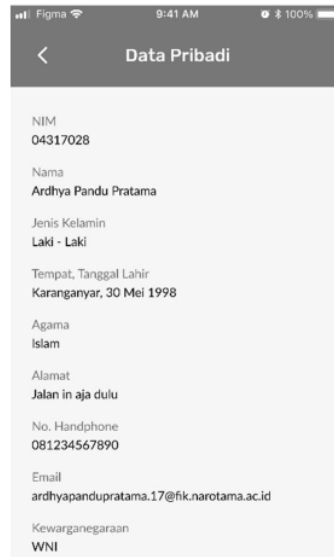 Figma 9:41 AM 100%
Data Pribadi
NIM
04317028
Nama
Ardhya Pandu Pratama
Jenis Kelamin
Laki - Laki
Tempat, Tanggal Lahir
Karanganyar, 30 Mei 1998
Agama
Islam
Alamat
Jalan in aja dulu
No. Handphone
081234567890
Email
ardhyapandupratama.17@fik.narotama.ac.id
Kewarganegaraan
WNI